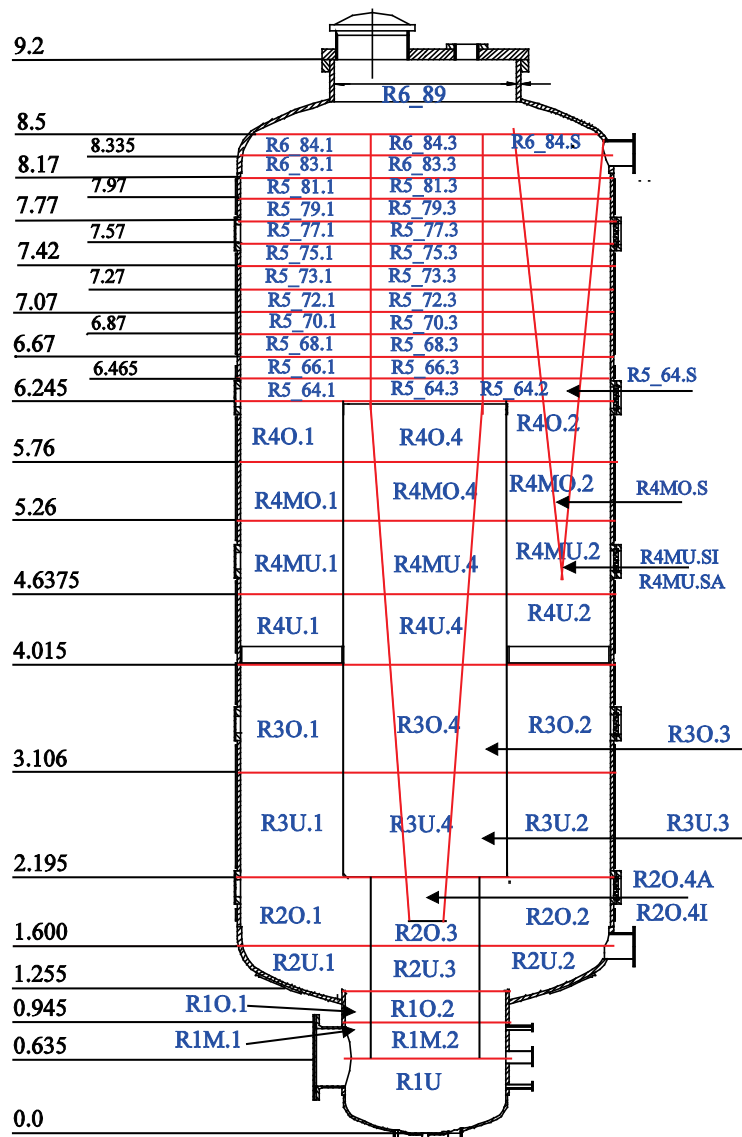 9.2
R6_89
8.5
8.335 R6_84.1 R6_84.3 R6_84.S
8.17 R6_83.1 R6_83.3
7.97 R5_81.1 R5_81.3
7.77 R5_79.1 R5_79.3
7.57 R5_77.1 R5_77.3
7.42 R5_75.1 R5_75.3
7.27 R5_73.1 R5_73.3
7.07 R5_72.1 R5_72.3
6.87 R5_70.1 R5_70.3
6.67 R5_68.1 R5_68.3
6.465 R5_66.1 R5_66.3 R5_64.S
6.245 R5_64.1 R5_64.3 R5_64.2
R4O.1 R4O.4 R4O.2
5.76
R4MO.1 R4MO.4 R4MO.2 R4MO.S
5.26
R4MU.1 R4MU.4 R4MU.2 R4MU.SI
4.6375 R4MU.SA
R4U.1 R4U.4 R4U.2
4.015
R3O.1 R3O.4 R3O.2 R3O.3
3.106
R3U.1 R3U.4 R3U.2 R3U.3
2.195
R2O.4A
R2O.1 R2O.2 R2O.4I
1.600 R2O.3
R2U.1 R2U.3 R2U.2
1.255
R1O.1 R1O.2
0.945
R1M.1 R1M.2
0.635
R1U
0.0